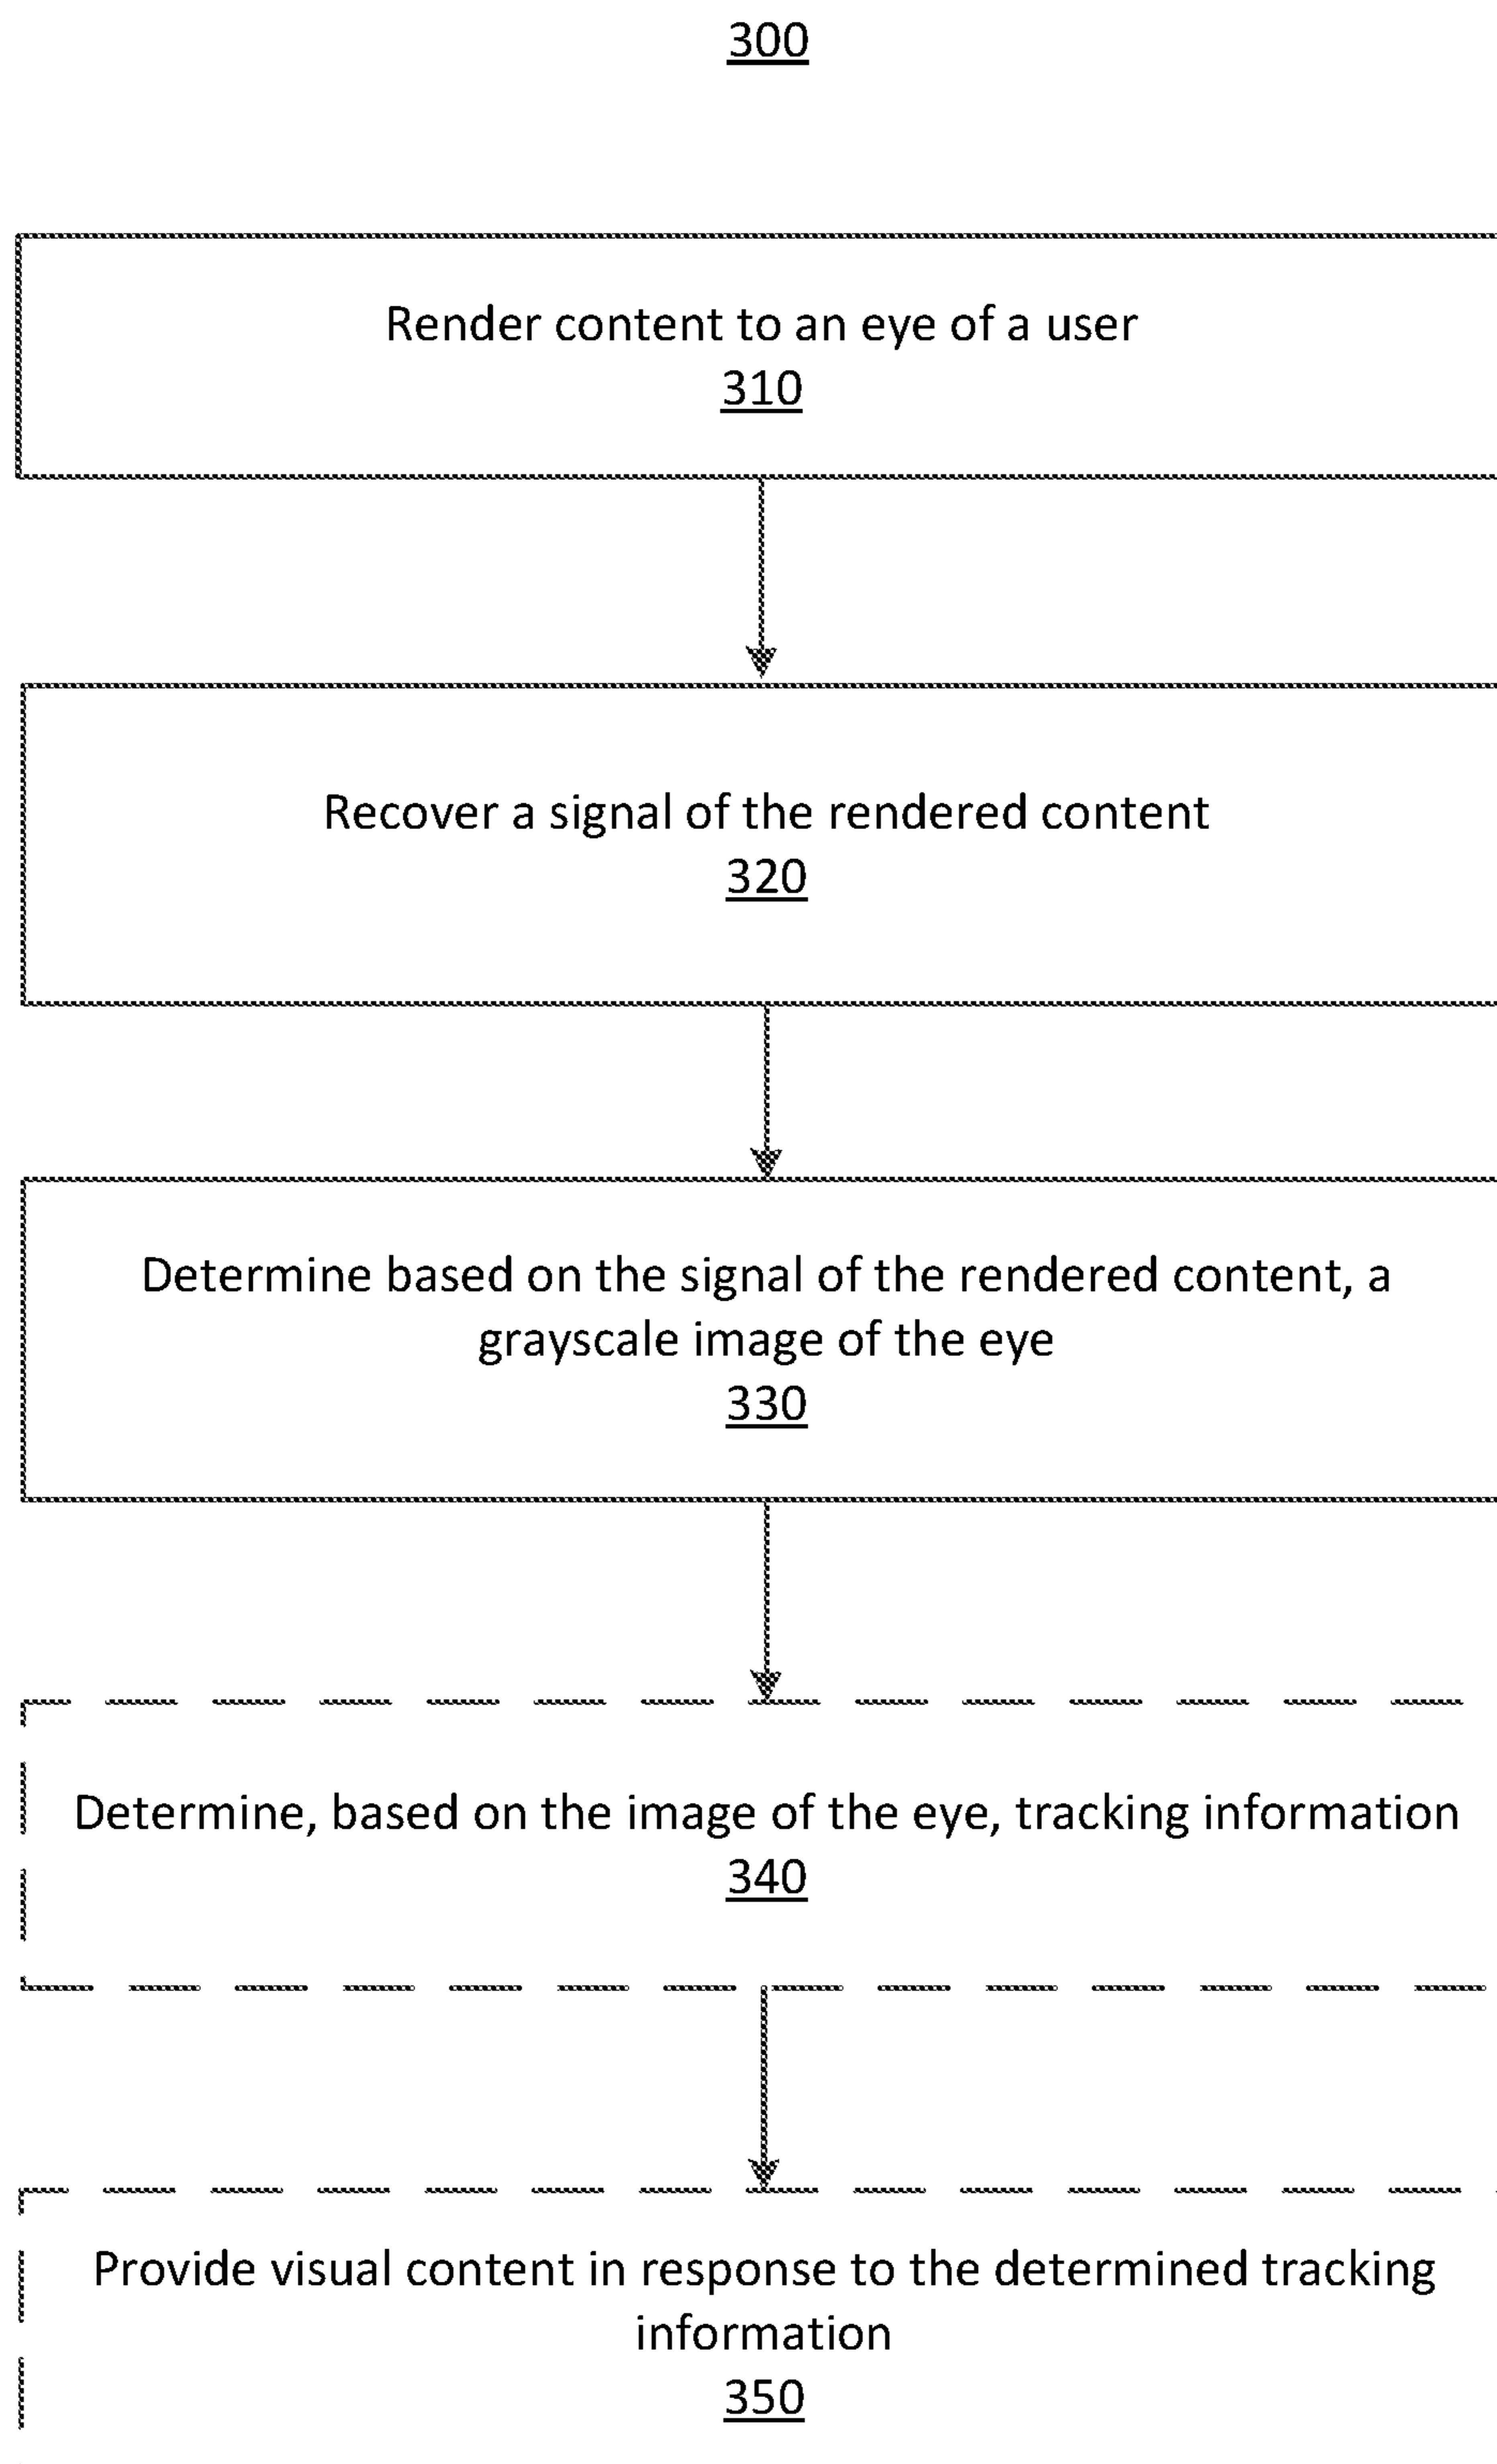 300
Render content to an eye of a user
310
Recover a signal of the rendered content
320
Determine based on the signal of the rendered content, a
grayscale image of the eye
330
Determine, based on the image of the eye, tracking information
340
Provide visual content in response to the determined tracking
information
350